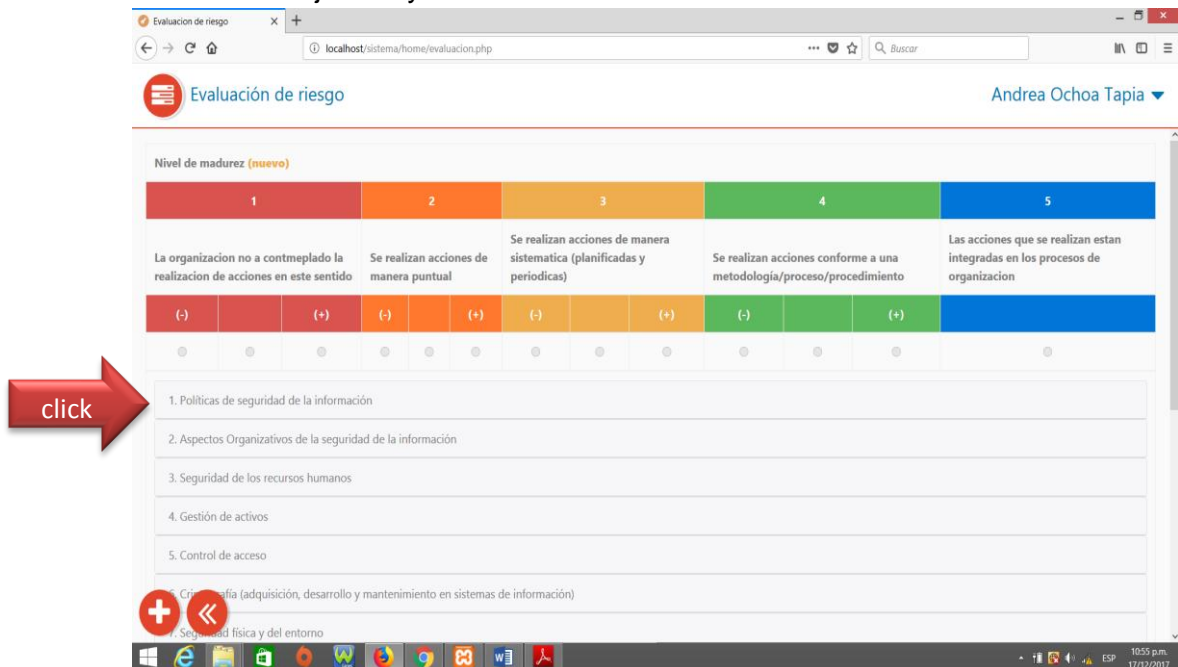 Evaluacion de riesgo
localhost/sistema/home/evaluacion.php
Buscar
Evaluación de riesgo
Andrea Ochoa Tapia
Nivel de madurez (nuevo)
1 2 3 4 5
La organizacion no a contmeplado la
realizacion de acciones en este sentido
Se realizan acciones de
manera puntual
Se realizan acciones de manera
sistematica (planificadas y
periodicas)
Se realizan acciones conforme a una
metodología/proceso/procedimiento
Las acciones que se realizan estan
integradas en los procesos de
organizacion
(-) (+) (-) (+) (-) (+) (-) (+)
click
1. Políticas de seguridad de la información
2. Aspectos Organizativos de la seguridad de la información
3. Seguridad de los recursos humanos
4. Gestión de activos
5. Control de acceso
(adquisición, desarrollo y mantenimiento en sistemas de información)
física y del entorno
ESP
10:55 p.m.
17/12/2017